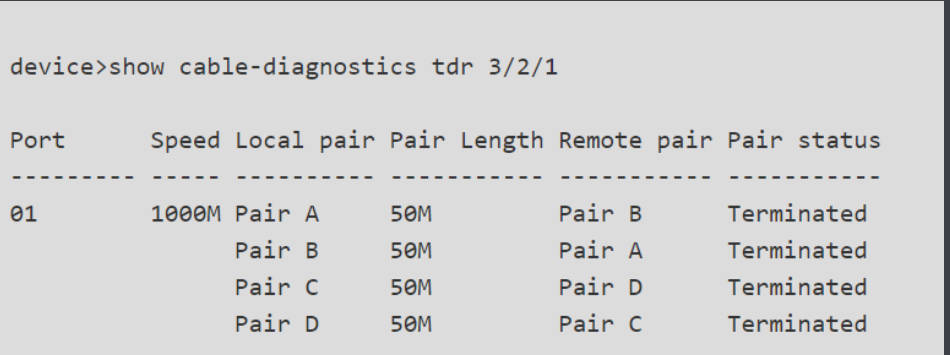 device>show cable-diagnostics tdr 3/2/1
Port Speed Local pair Pair Length Remote pair Pair status
--------- ----- ---------- ----------- ----------- -----------
01 1000M Pair A 50M Pair B Terminated
Pair B 50M Pair A Terminated
Pair C 50M Pair D Terminated
Pair D 50M Pair C Terminated